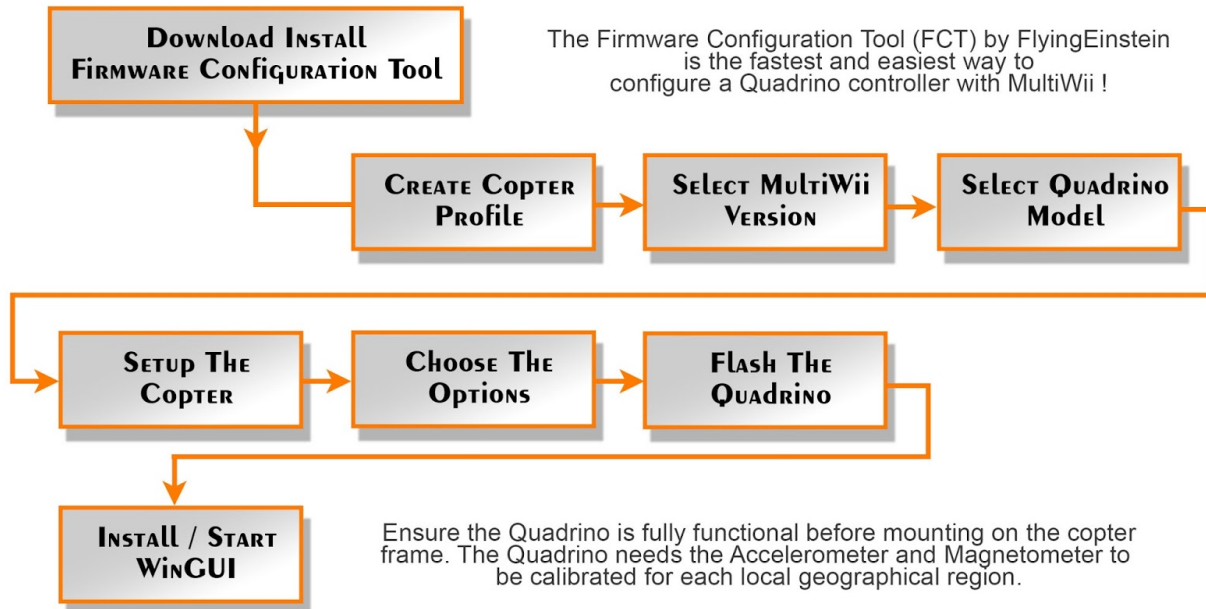 Download Install
Firmware Configuration Tool
The Firmware Configuration Tool (FCT) by FlyingEinstein
is the fastest and easiest way to
configure a Quadrino controller with MultiWii !
Create Copter
Profile
Select MultiWii
Version
Select Quadrino
Model
Setup The
Copter
Choose The
Options
Flash The
Quadrino
Install / Start
WinGUI
Ensure the Quadrino is fully functional before mounting on the copter
frame. The Quadrino needs the Accelerometer and Magnetometer to
be calibrated for each local geographical region.